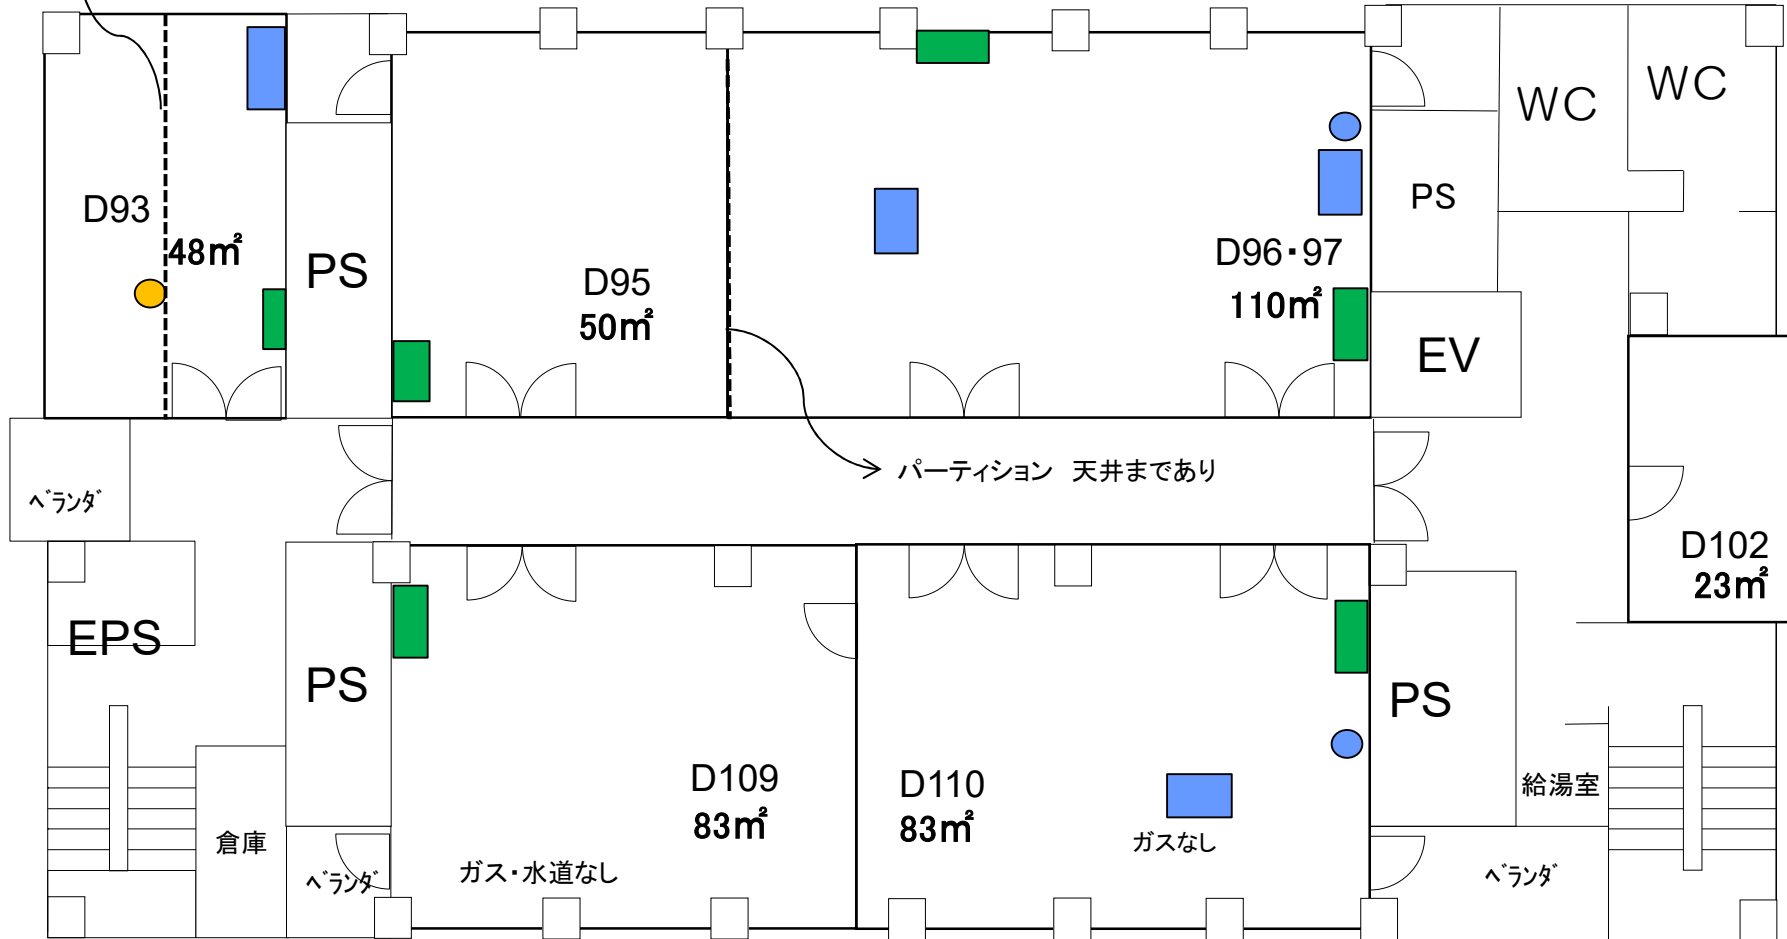 WC
WC
D93
48㎡
PS
D95
50㎡
PS
D96・97
110㎡
EV
ベランダ
パーティション　天井まであり
D102
23㎡
EPS
PS
PS
D109
83㎡
D110
83㎡
給湯室
倉庫
ガス・水道なし
ガスなし
ベランダ
ベランダ